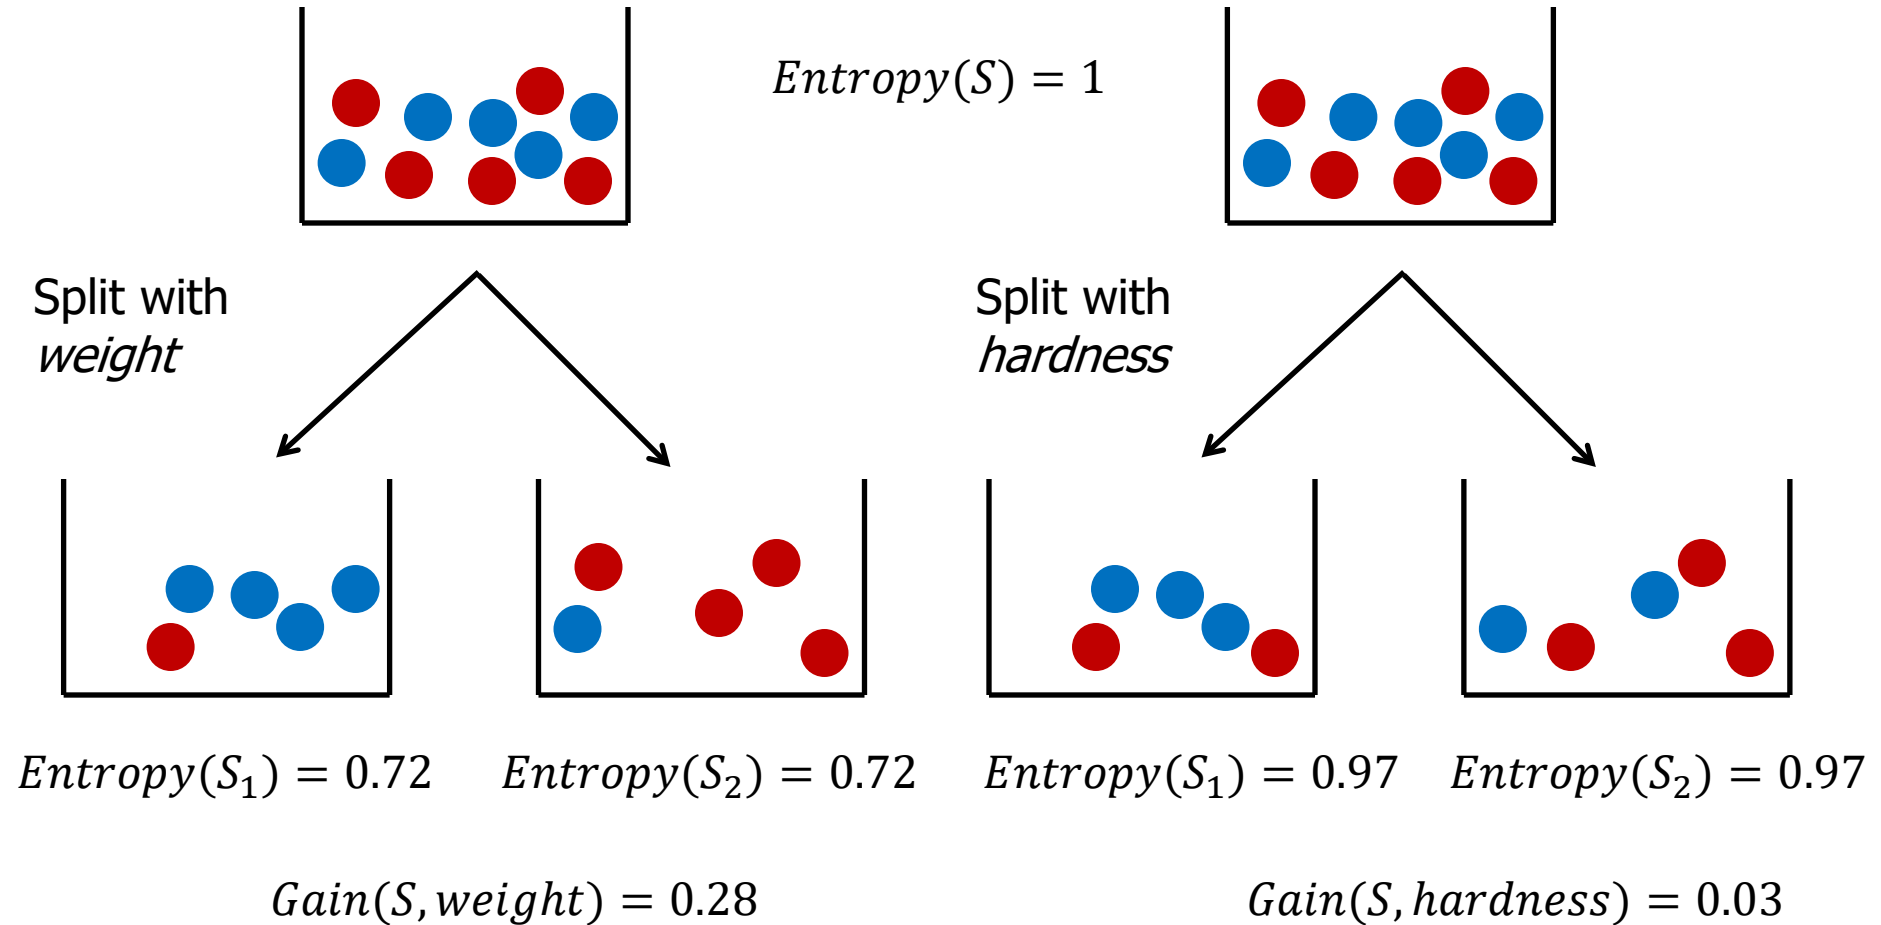 Entropy(S) = 1
Split with
weight
Split with
hardness
Entropy(S₁) = 0.72
Entropy(S₂) = 0.72
Entropy(S₁) = 0.97
Entropy(S₂) = 0.97
Gain(S, weight) = 0.28
Gain(S, hardness) = 0.03